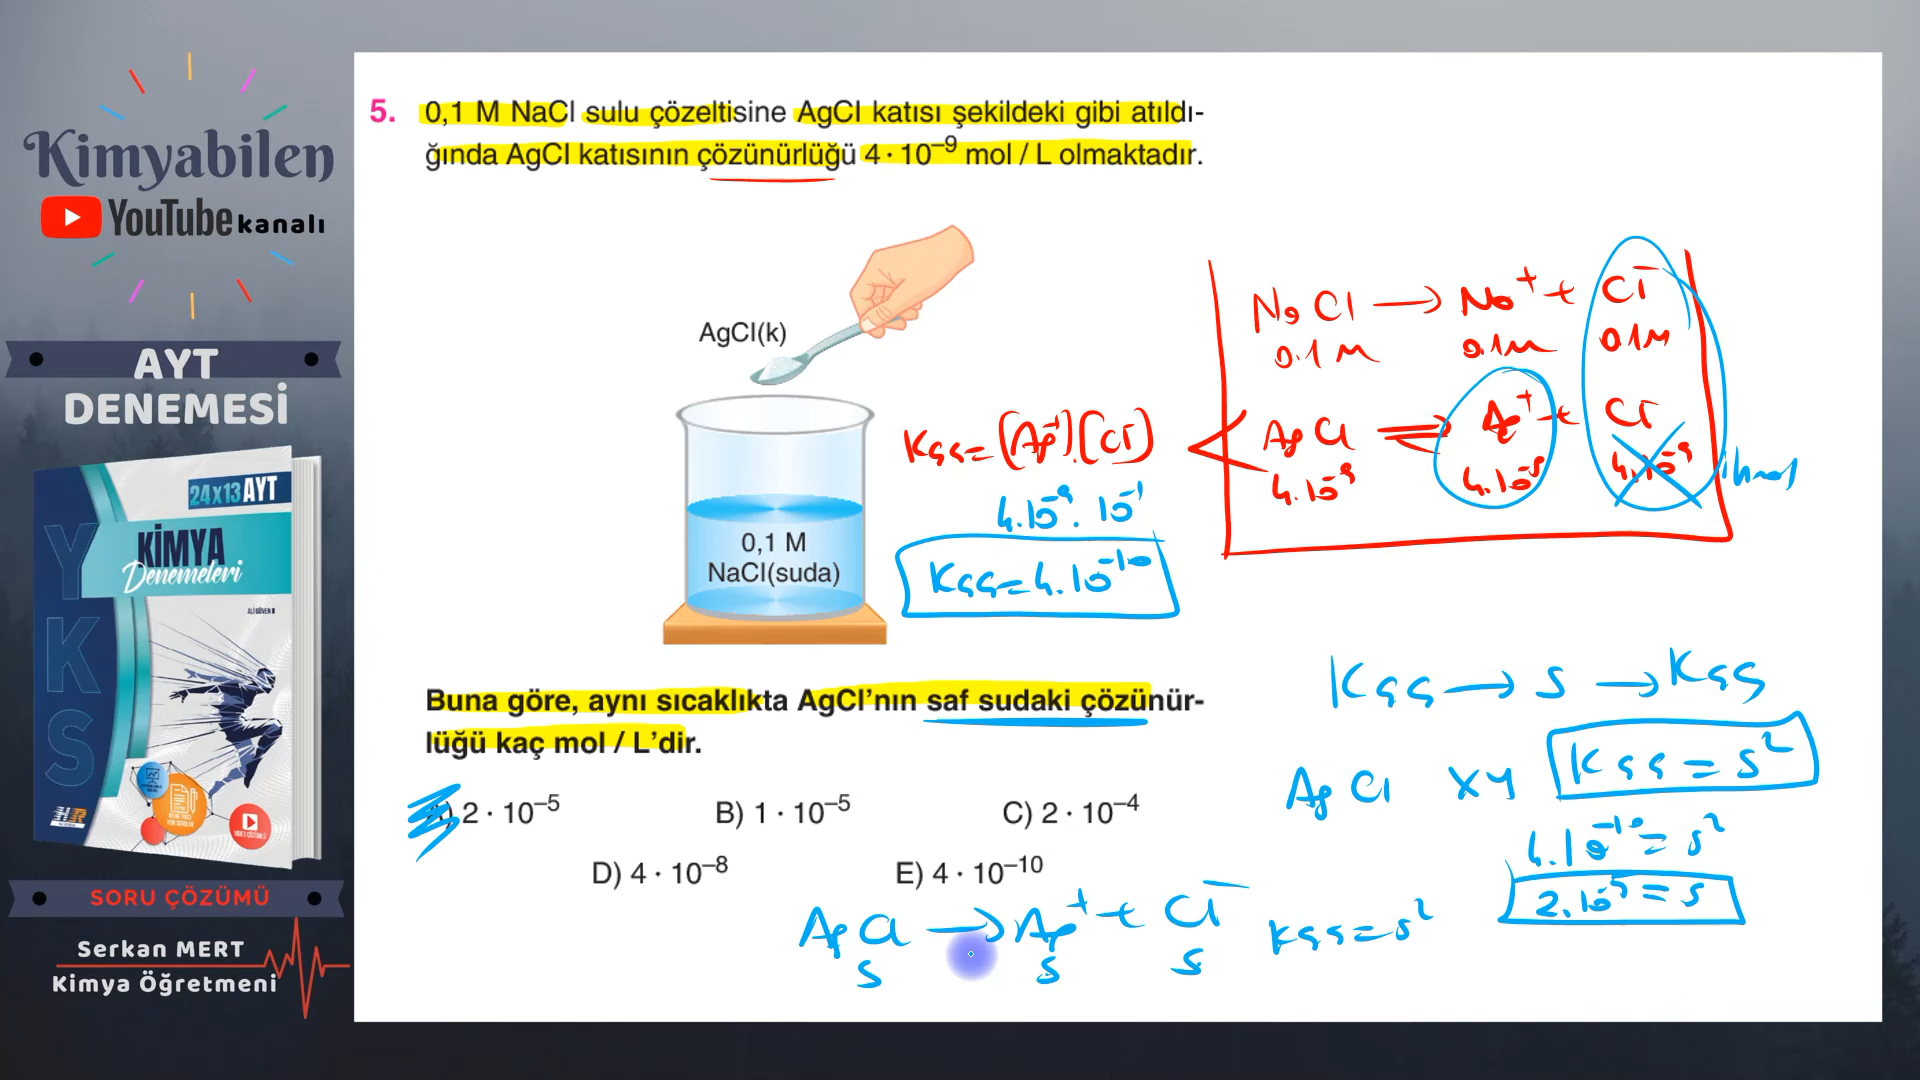 Kimyabilen
YouTube kanalı
AYT
DENEMESİ
24x13 AYT
KİMYA
Denemeleri
YKS
SORU ÇÖZÜMÜ
Serkan MERT
Kimya Öğretmeni
5. 0,1 M NaCl sulu çözeltisine AgCl katısı şekildeki gibi atıldı-
ğında AgCl katısının çözünürlüğü 4 · 10⁻⁹ mol / L olmaktadır.
AgCl(k)
0,1 M
NaCl(suda)
NaCl → Na⁺ + Cl⁻
0.1M 0.1M 0.1M
AgCl ⇌ Ag⁺ + Cl⁻
4.10⁻⁹ 4.10⁻⁹ 4.10⁻⁹ ihmal
Kçç = [Ag⁺].[Cl⁻]
4.10⁻⁹. 10⁻¹
Kçç = 4.10⁻¹⁰
Buna göre, aynı sıcaklıkta AgCl’nın saf sudaki çözünür-
lüğü kaç mol / L’dir.
A) 2 · 10⁻⁵ B) 1 · 10⁻⁵ C) 2 · 10⁻⁴
D) 4 · 10⁻⁸ E) 4 · 10⁻¹⁰
Kçç → s → Kçç
AgCl XY Kçç = s²
4.10⁻¹⁰ = s²
2.10⁻⁵ = s
AgCl → Ag⁺ + Cl⁻ Kçç = s²
s s s